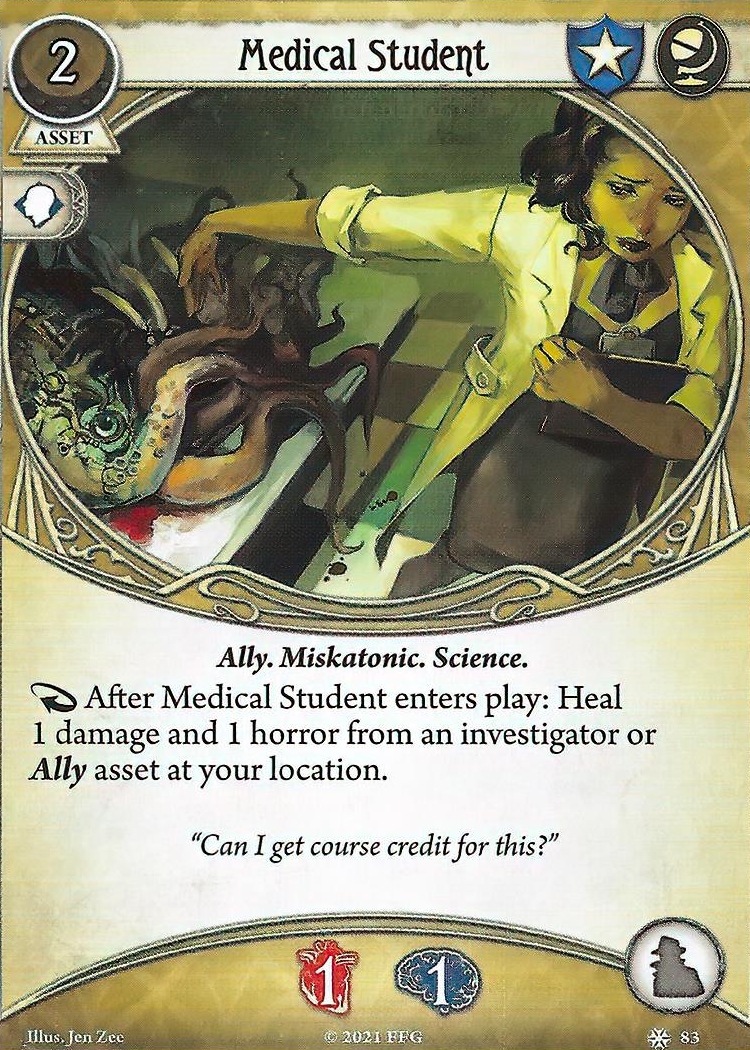 2
Medical Student
ASSET
Ally. Miskatonic. Science.
After Medical Student enters play: Heal
1 damage and 1 horror from an investigator or
Ally asset at your location.
“Can I get course credit for this?”
1
1
Illus. Jen Zee
© 2021 FFG
83